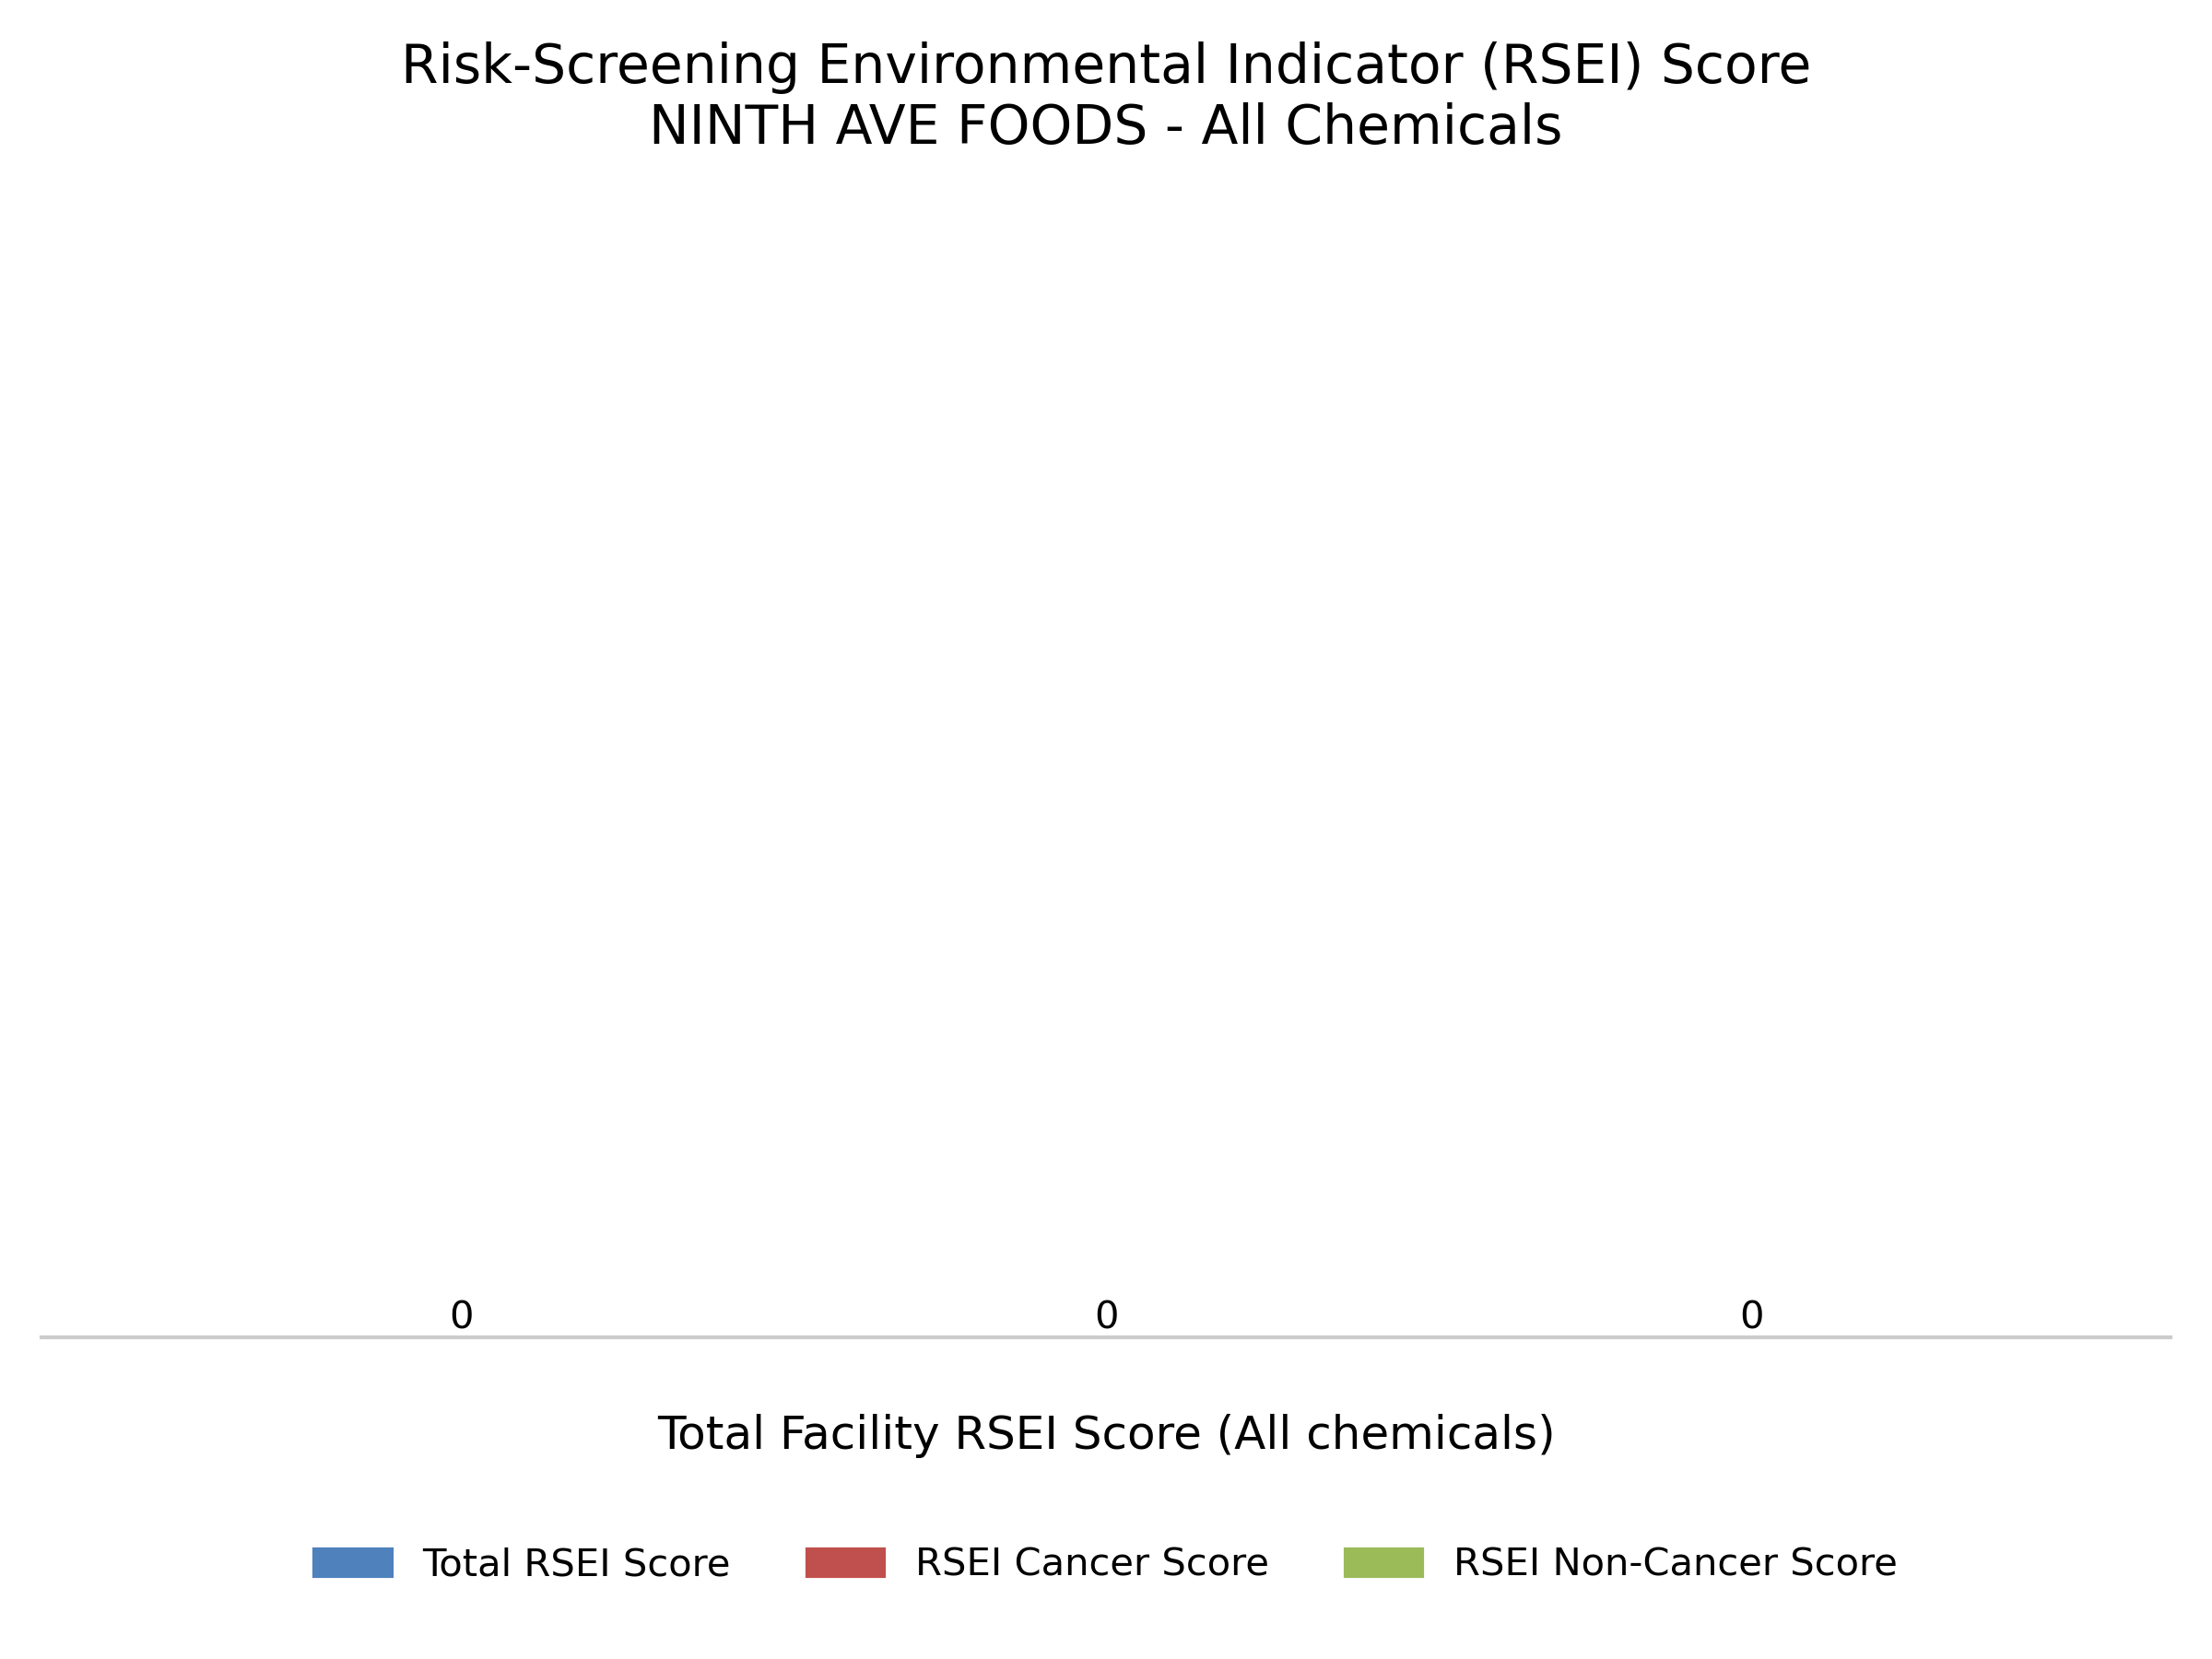 Risk-Screening Environmental Indicator (RSEI) Score
NINTH AVE FOODS - All Chemicals
0 0 0
Total Facility RSEI Score (All chemicals)
Total RSEI Score RSEI Cancer Score RSEI Non-Cancer Score